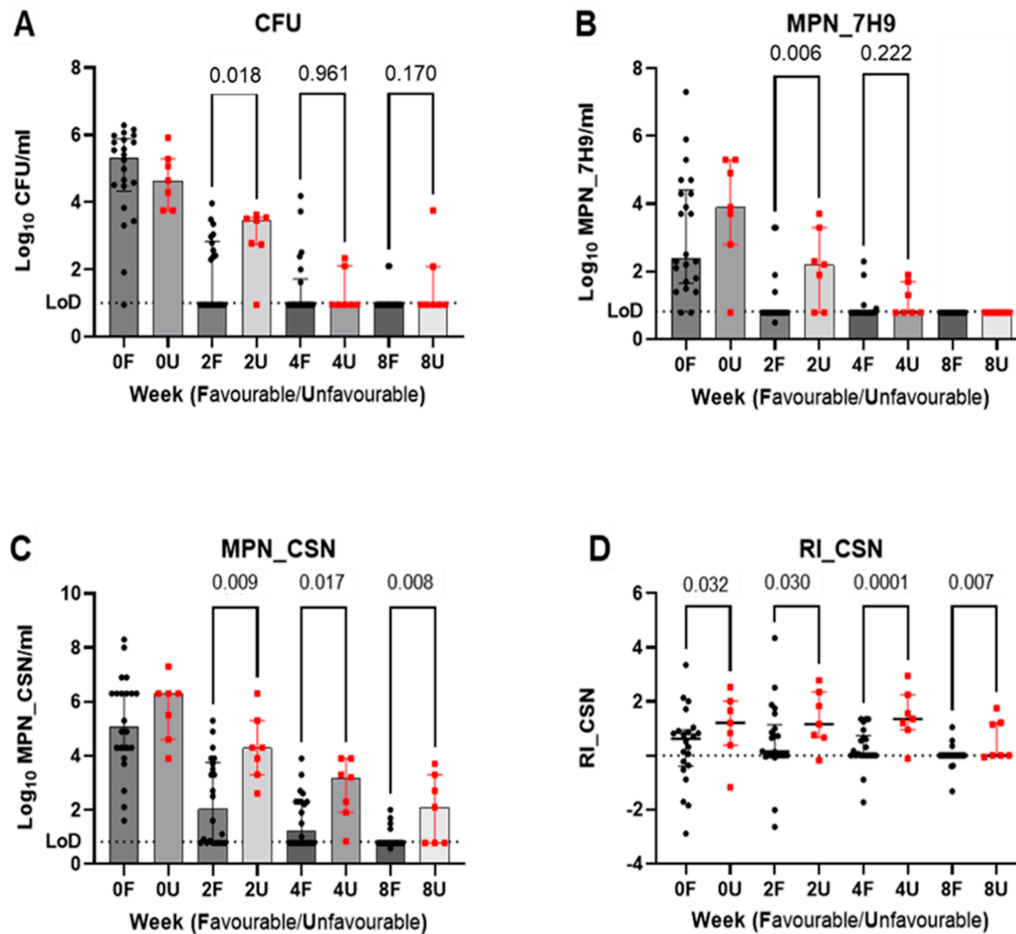 A
CFU
0.018
0.961
0.170
Log10 CFU/ml
8
6
4
2
LoD
0
0F 0U 2F 2U 4F 4U 8F 8U
Week (Favourable/Unfavourable)
B
MPN_7H9
0.006
0.222
Log10 MPN_7H9/ml
8
6
4
2
LoD
0
0F 0U 2F 2U 4F 4U 8F 8U
Week (Favourable/Unfavourable)
C
MPN_CSN
0.009
0.017
0.008
Log10 MPN_CSN/ml
10
8
6
4
2
LoD
0
0F 0U 2F 2U 4F 4U 8F 8U
Week (Favourable/Unfavourable)
D
RI_CSN
0.032
0.030
0.0001
0.007
RI_CSN
6
4
2
0
-2
-4
0F 0U 2F 2U 4F 4U 8F 8U
Week (Favourable/Unfavourable)